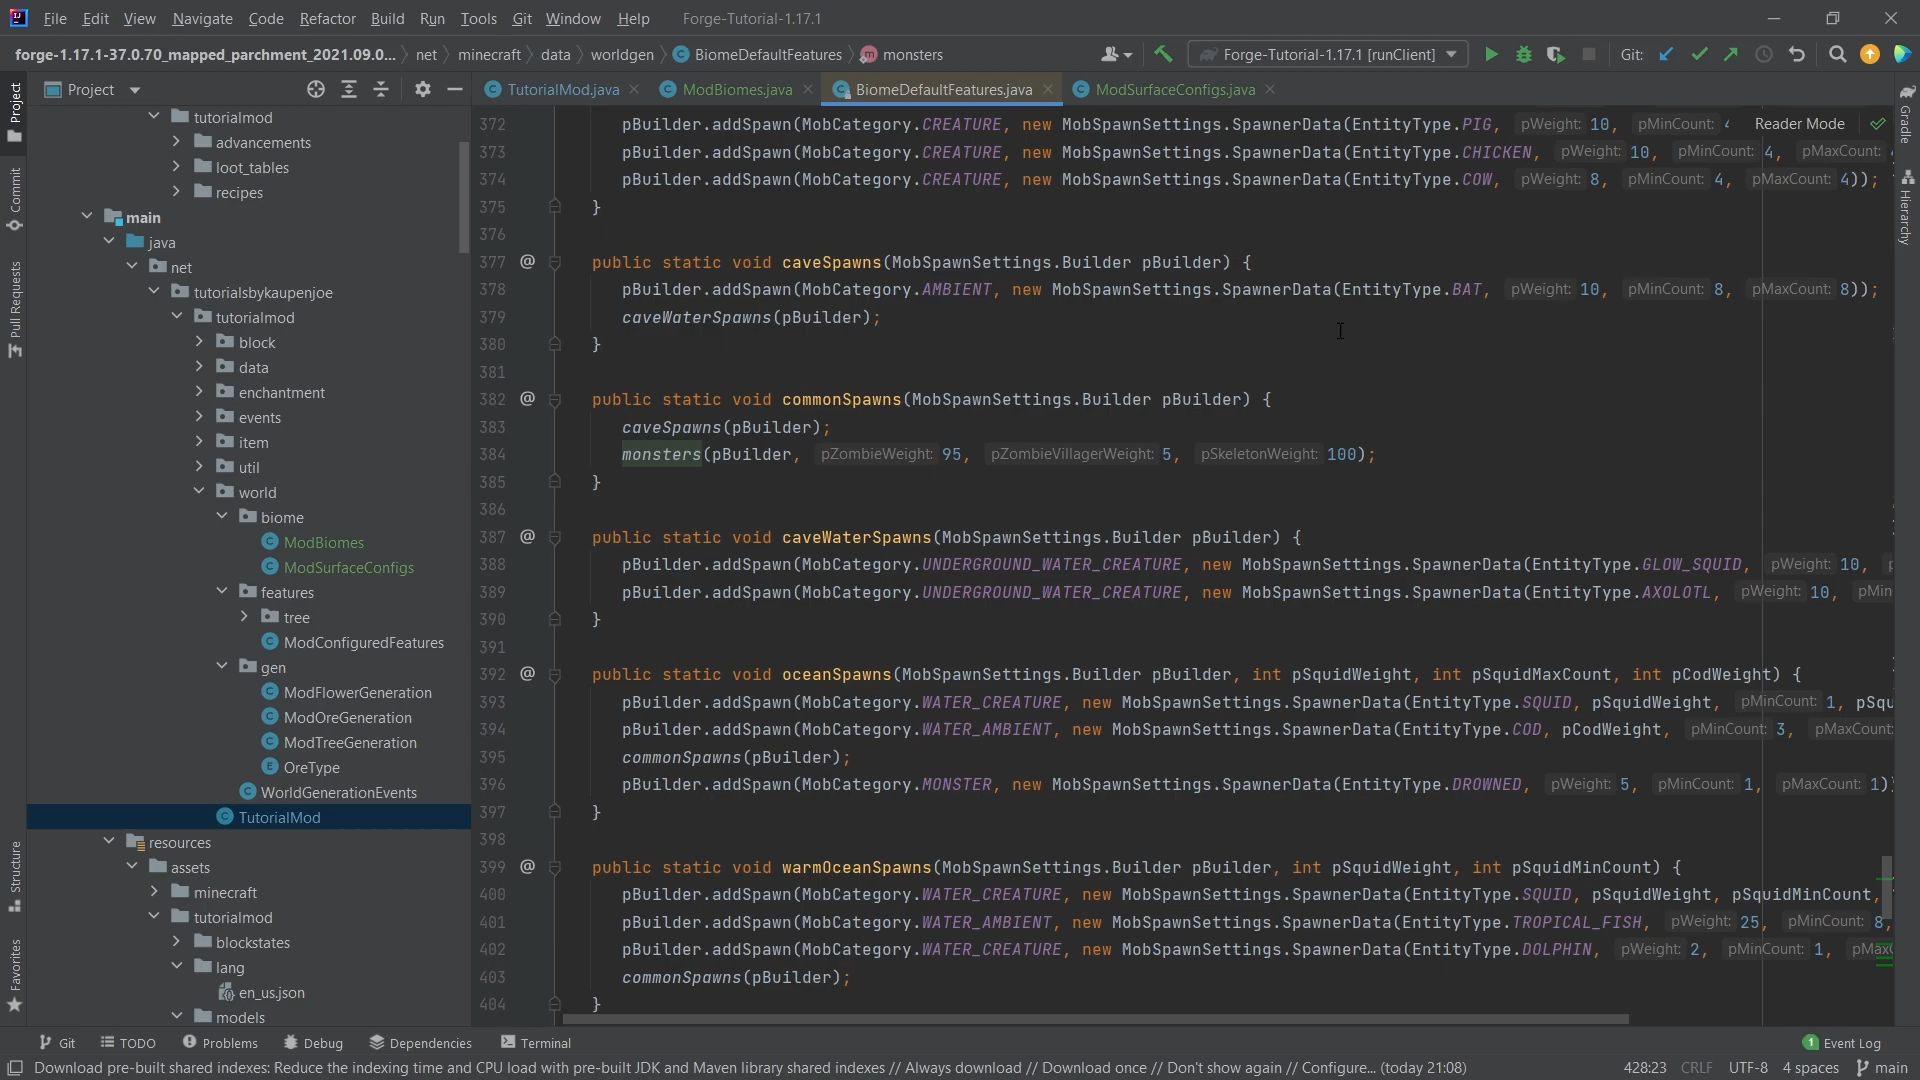 File Edit View Navigate Code Refactor Build Run Tools Git Window Help Forge-Tutorial-1.17.1
forge-1.17.1-37.0.70_mapped_parchment_2021.09.0... net minecraft data worldgen BiomeDefaultFeatures monsters Forge-Tutorial-1.17.1 [runClient] Git:
Project TutorialMod.java ModBiomes.java BiomeDefaultFeatures.java ModSurfaceConfigs.java
Project
Commit
Pull Requests
Structure
Favorites
tutorialmod
advancements
loot_tables
recipes
main
java
net
tutorialsbykaupenjoe
tutorialmod
block
data
enchantment
events
item
util
world
biome
ModBiomes
ModSurfaceConfigs
features
tree
ModConfiguredFeatures
gen
ModFlowerGeneration
ModOreGeneration
ModTreeGeneration
OreType
WorldGenerationEvents
TutorialMod
resources
assets
minecraft
tutorialmod
blockstates
lang
en_us.json
models
372 pBuilder.addSpawn(MobCategory.CREATURE, new MobSpawnSettings.SpawnerData(EntityType.PIG, pWeight: 10, pMinCount: Reader Mode
373 pBuilder.addSpawn(MobCategory.CREATURE, new MobSpawnSettings.SpawnerData(EntityType.CHICKEN, pWeight: 10, pMinCount: 4, pMaxCount:
374 pBuilder.addSpawn(MobCategory.CREATURE, new MobSpawnSettings.SpawnerData(EntityType.COW, pWeight: 8, pMinCount: 4, pMaxCount: 4));
375 }
376
377 @ public static void caveSpawns(MobSpawnSettings.Builder pBuilder) {
378 pBuilder.addSpawn(MobCategory.AMBIENT, new MobSpawnSettings.SpawnerData(EntityType.BAT, pWeight: 10, pMinCount: 8, pMaxCount: 8));
379 caveWaterSpawns(pBuilder);
380 }
381
382 @ public static void commonSpawns(MobSpawnSettings.Builder pBuilder) {
383 caveSpawns(pBuilder);
384 monsters(pBuilder, pZombieWeight: 95, pZombieVillagerWeight: 5, pSkeletonWeight: 100);
385 }
386
387 @ public static void caveWaterSpawns(MobSpawnSettings.Builder pBuilder) {
388 pBuilder.addSpawn(MobCategory.UNDERGROUND_WATER_CREATURE, new MobSpawnSettings.SpawnerData(EntityType.GLOW_SQUID, pWeight: 10,
389 pBuilder.addSpawn(MobCategory.UNDERGROUND_WATER_CREATURE, new MobSpawnSettings.SpawnerData(EntityType.AXOLOTL, pWeight: 10, pMin
390 }
391
392 @ public static void oceanSpawns(MobSpawnSettings.Builder pBuilder, int pSquidWeight, int pSquidMaxCount, int pCodWeight) {
393 pBuilder.addSpawn(MobCategory.WATER_CREATURE, new MobSpawnSettings.SpawnerData(EntityType.SQUID, pSquidWeight, pMinCount: 1, pSqu
394 pBuilder.addSpawn(MobCategory.WATER_AMBIENT, new MobSpawnSettings.SpawnerData(EntityType.COD, pCodWeight, pMinCount: 3, pMaxCount:
395 commonSpawns(pBuilder);
396 pBuilder.addSpawn(MobCategory.MONSTER, new MobSpawnSettings.SpawnerData(EntityType.DROWNED, pWeight: 5, pMinCount: 1, pMaxCount: 1)
397 }
398
399 @ public static void warmOceanSpawns(MobSpawnSettings.Builder pBuilder, int pSquidWeight, int pSquidMinCount) {
400 pBuilder.addSpawn(MobCategory.WATER_CREATURE, new MobSpawnSettings.SpawnerData(EntityType.SQUID, pSquidWeight, pSquidMinCount,
401 pBuilder.addSpawn(MobCategory.WATER_AMBIENT, new MobSpawnSettings.SpawnerData(EntityType.TROPICAL_FISH, pWeight: 25, pMinCount: 8,
402 pBuilder.addSpawn(MobCategory.WATER_CREATURE, new MobSpawnSettings.SpawnerData(EntityType.DOLPHIN, pWeight: 2, pMinCount: 1, pMax
403 commonSpawns(pBuilder);
404 }
Gradle
Hierarchy
Git TODO Problems Debug Dependencies Terminal 1 Event Log
Download pre-built shared indexes: Reduce the indexing time and CPU load with pre-built JDK and Maven library shared indexes // Always download // Download once // Don't show again // Configure... (today 21:08) 428:23 CRLF UTF-8 4 spaces main